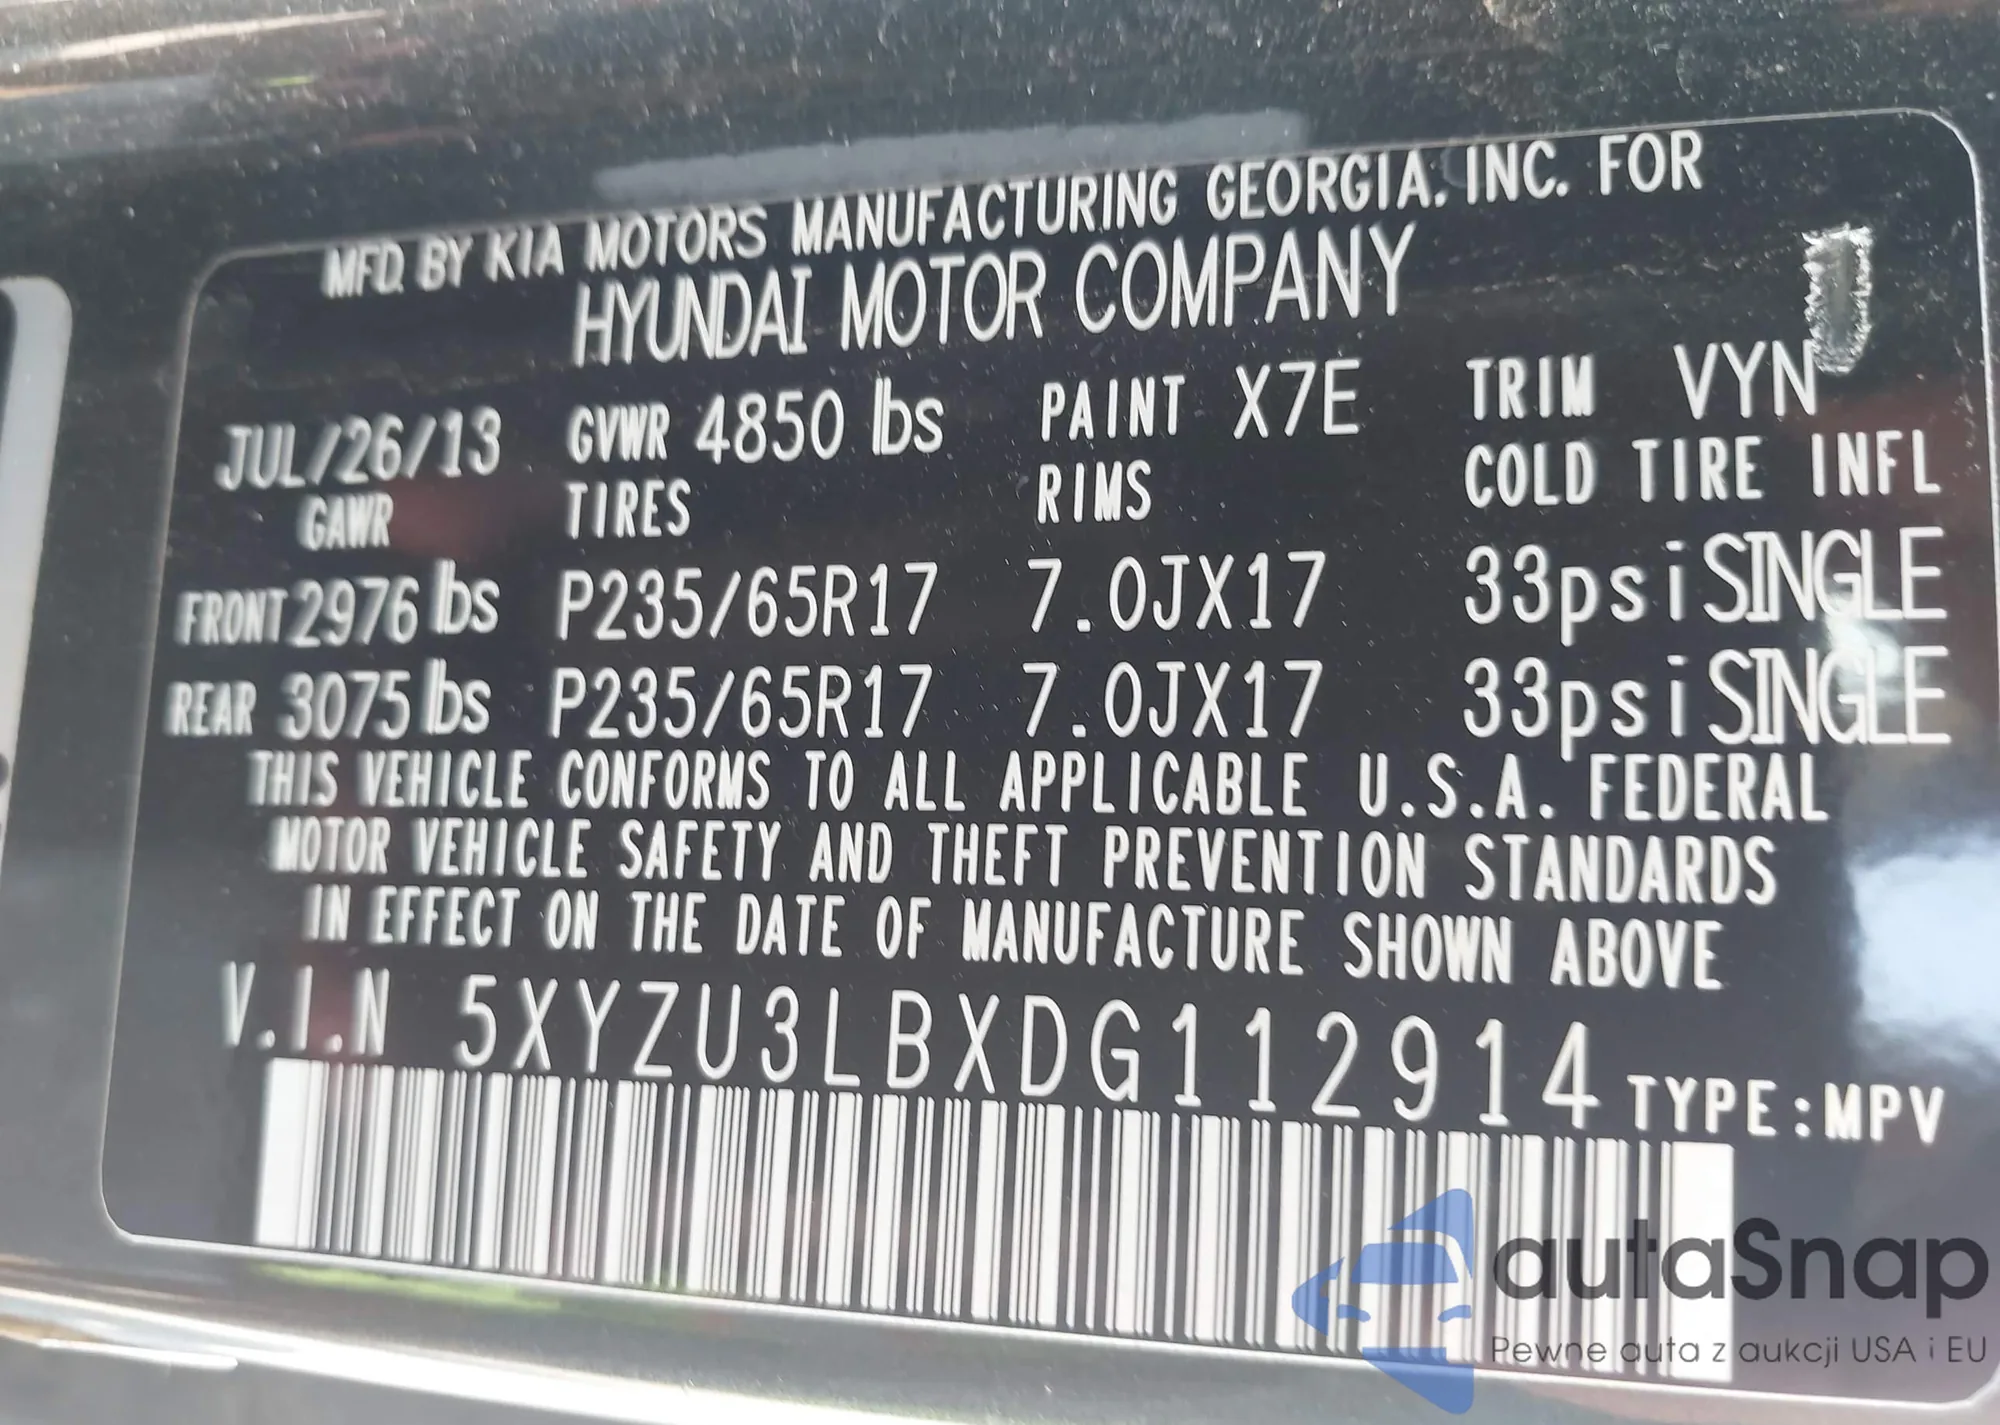 MFD. BY KIA MOTORS MANUFACTURING GEORGIA, INC. FOR
HYUNDAI MOTOR COMPANY
JUL/26/13 GVWR 4850 lbs PAINT X7E TRIM VYN
GAWR TIRES RIMS COLD TIRE INFL
FRONT 2976 lbs P235/65R17 7.0JX17 33psi SINGLE
REAR 3075 lbs P235/65R17 7.0JX17 33psi SINGLE
THIS VEHICLE CONFORMS TO ALL APPLICABLE U.S.A. FEDERAL
MOTOR VEHICLE SAFETY AND THEFT PREVENTION STANDARDS
IN EFFECT ON THE DATE OF MANUFACTURE SHOWN ABOVE
V.I.N 5XYZU3LBXDG112914 TYPE:MPV
autaSnap
Pewne auta z aukcji USA i EU